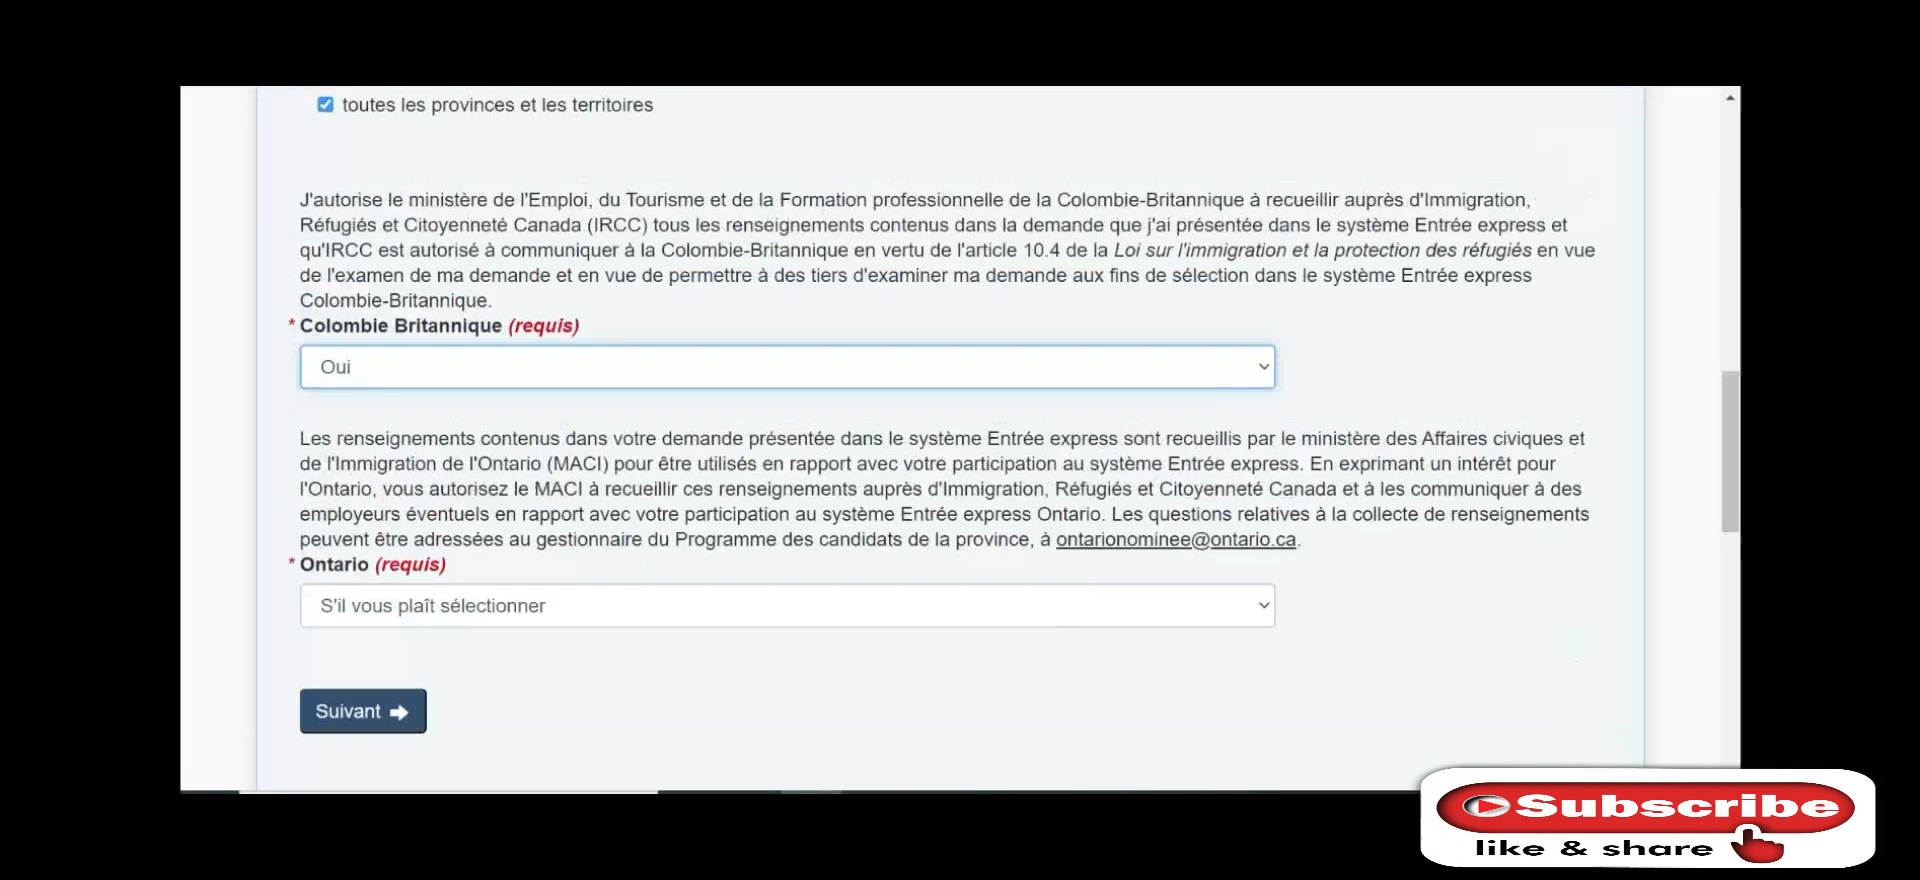 toutes les provinces et les territoires
J'autorise le ministère de l'Emploi, du Tourisme et de la Formation professionnelle de la Colombie-Britannique à recueillir auprès d'Immigration,
Réfugiés et Citoyenneté Canada (IRCC) tous les renseignements contenus dans la demande que j'ai présentée dans le système Entrée express et
qu'IRCC est autorisé à communiquer à la Colombie-Britannique en vertu de l'article 10.4 de la Loi sur l'immigration et la protection des réfugiés en vue
de l'examen de ma demande et en vue de permettre à des tiers d'examiner ma demande aux fins de sélection dans le système Entrée express
Colombie-Britannique.
* Colombie Britannique (requis)
Oui
Les renseignements contenus dans votre demande présentée dans le système Entrée express sont recueillis par le ministère des Affaires civiques et
de l'Immigration de l'Ontario (MACI) pour être utilisés en rapport avec votre participation au système Entrée express. En exprimant un intérêt pour
l'Ontario, vous autorisez le MACI à recueillir ces renseignements auprès d'Immigration, Réfugiés et Citoyenneté Canada et à les communiquer à des
employeurs éventuels en rapport avec votre participation au système Entrée express Ontario. Les questions relatives à la collecte de renseignements
peuvent être adressées au gestionnaire du Programme des candidats de la province, à ontarionominee@ontario.ca.
* Ontario (requis)
S'il vous plaît sélectionner
Suivant
Subscribe
like & share